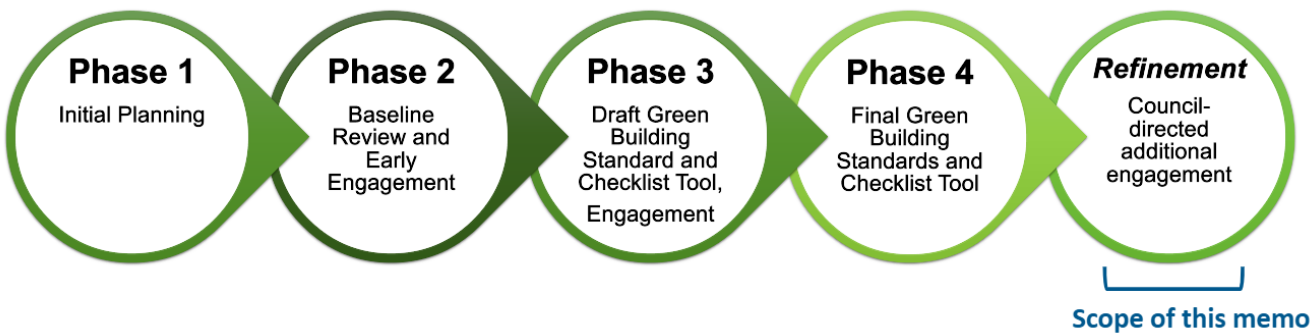 Phase 1
Initial Planning
Phase 2
Baseline
Review and
Early
Engagement
Phase 3
Draft Green
Building
Standard and
Checklist Tool,
Engagement
Phase 4
Final Green
Building
Standards and
Checklist Tool
Refinement
Council-
directed
additional
engagement
Scope of this memo